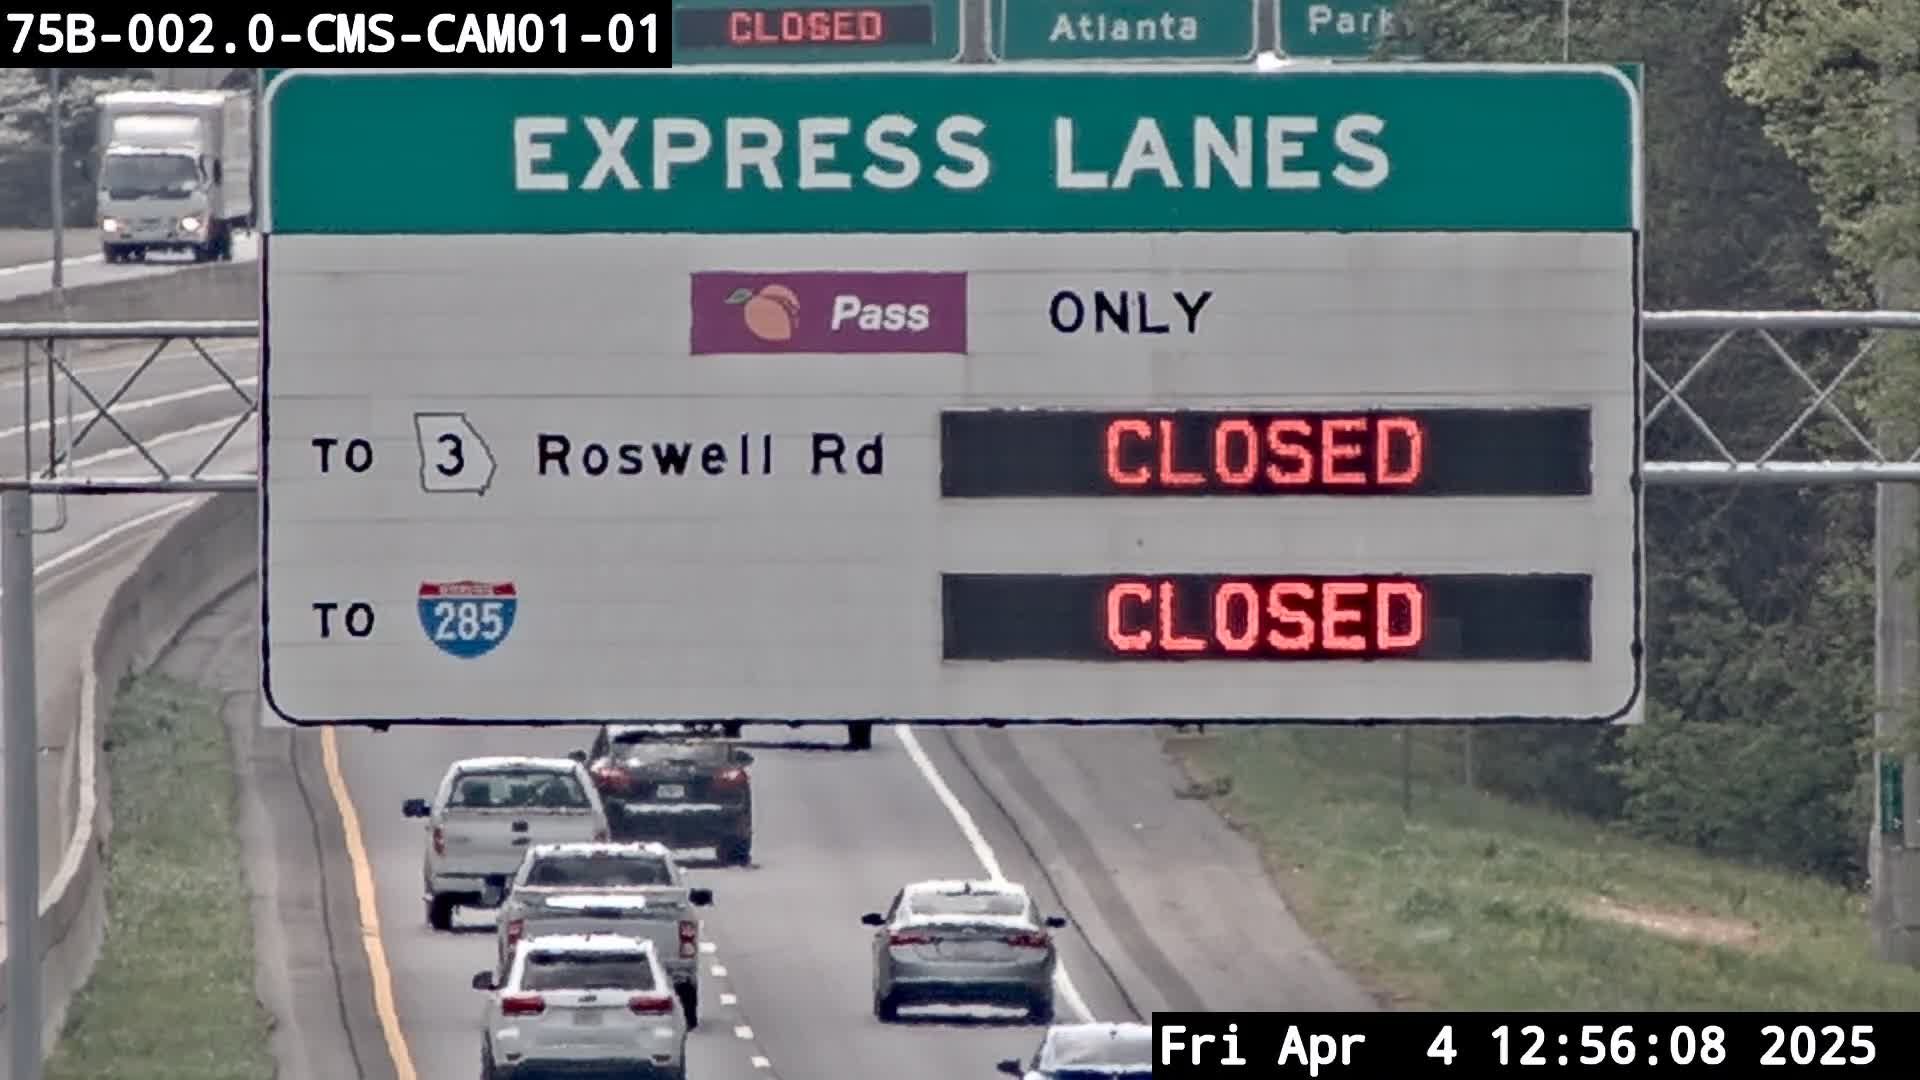 75B-002.0-CMS-CAM01-01
CLOSED
Atlanta
Park
EXPRESS LANES
Pass ONLY
TO 3 Roswell Rd CLOSED
TO 285 CLOSED
Fri Apr 4 12:56:08 2025